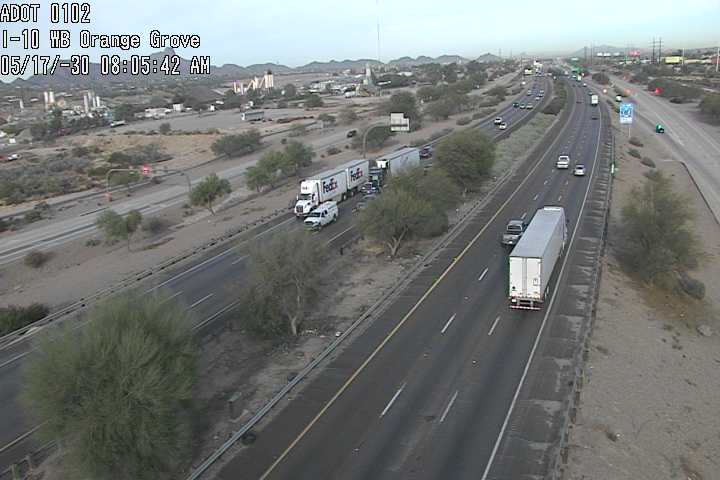 ADOT 0102
I-10 WB Orange Grove
05/17/-30 08:05:42 AM
FedEx
FedEx